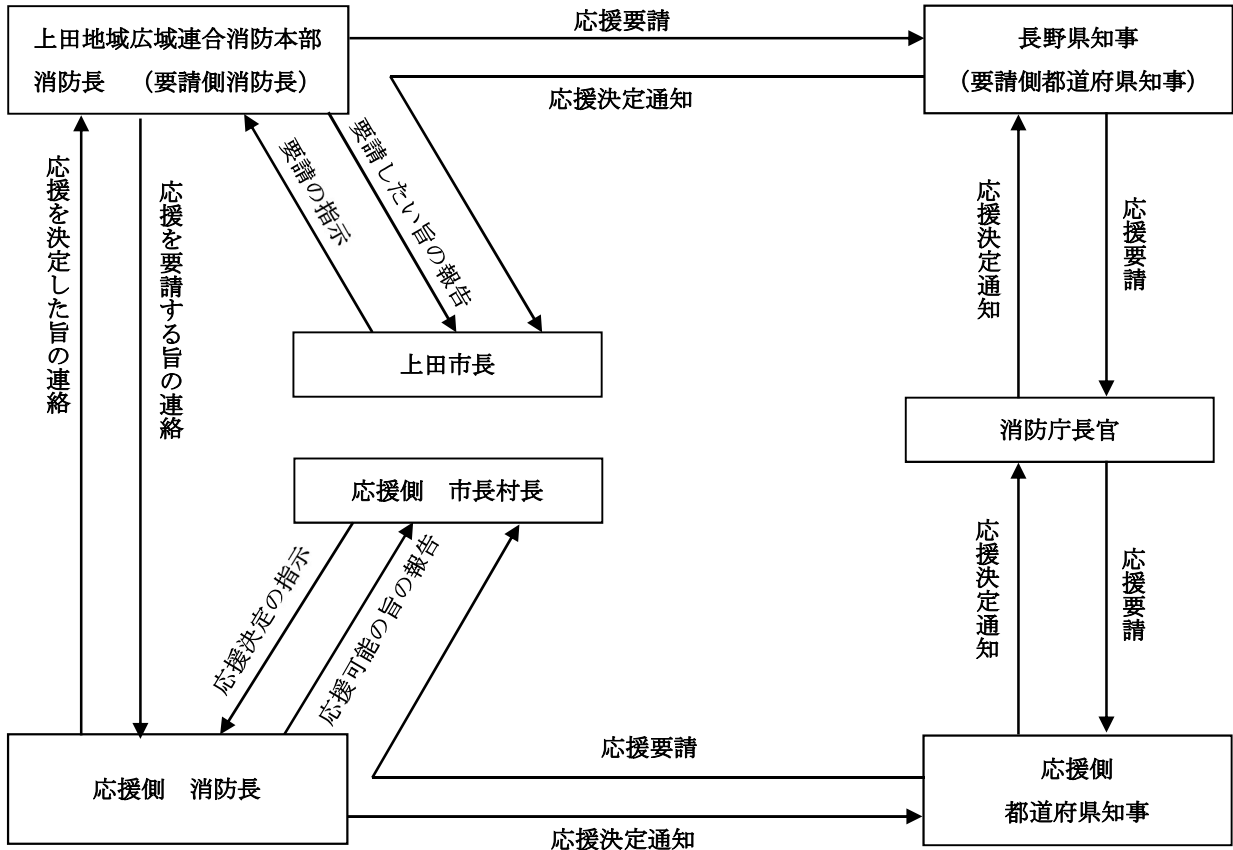 応援要請
上田地域広域連合消防本部
消防長　（要請側消防長）
長野県知事
（要請側都道府県知事）
応援決定通知
要請の指示
要請したい旨の報告
応援を決定した旨の連絡
応援を要請する旨の連絡
応援決定通知
応援要請
上田市長
消防庁長官
応援側　市長村長
応援決定の指示
応援可能の旨の報告
応援決定通知
応援要請
応援要請
応援側　消防長
応援側
都道府県知事
応援決定通知